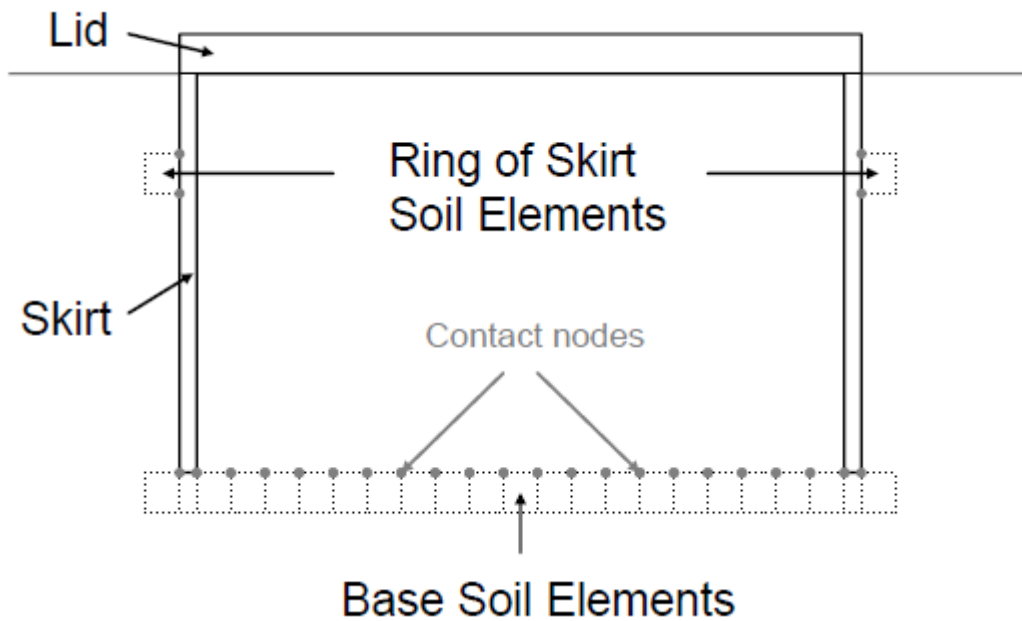 Lid
Ring of Skirt
Soil Elements
Skirt
Contact nodes
Base Soil Elements